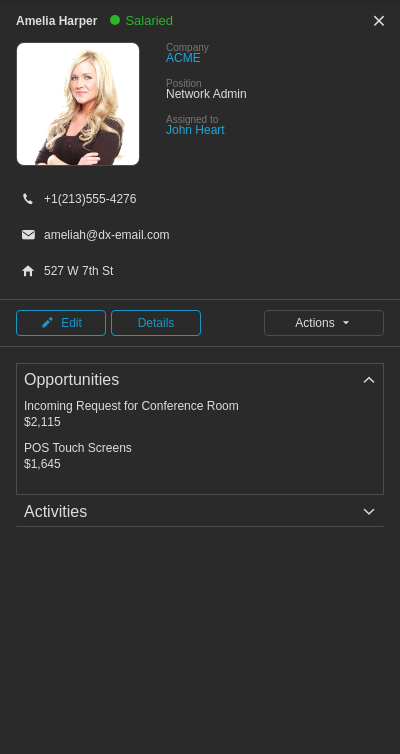 Amelia Harper
Salaried
Company
ACME
Position
Network Admin
Assigned to
John Heart
+1(213)555-4276
ameliah@dx-email.com
527 W 7th St
Edit
Details
Actions
Opportunities
Incoming Request for Conference Room
$2,115
POS Touch Screens
$1,645
Activities